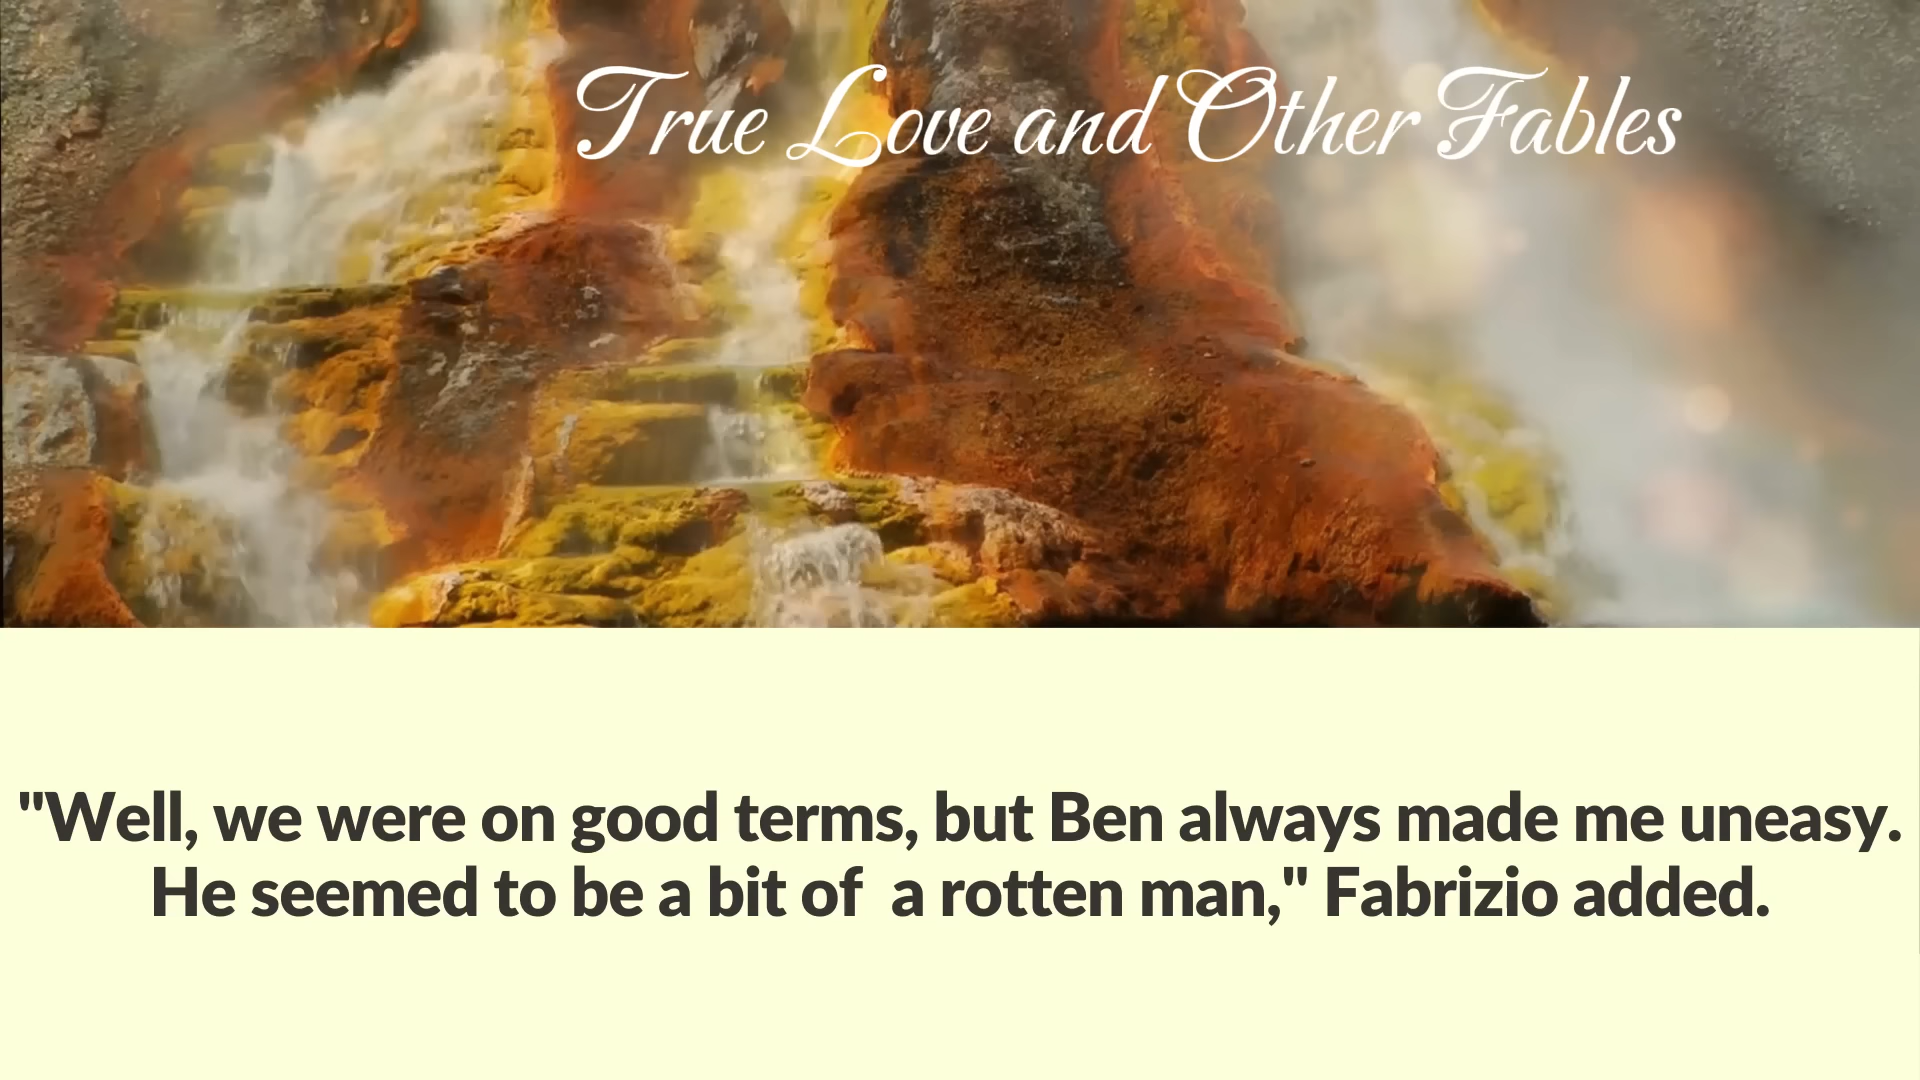 True Love and Other Fables
"Well, we were on good terms, but Ben always made me uneasy.
He seemed to be a bit of  a rotten man," Fabrizio added.